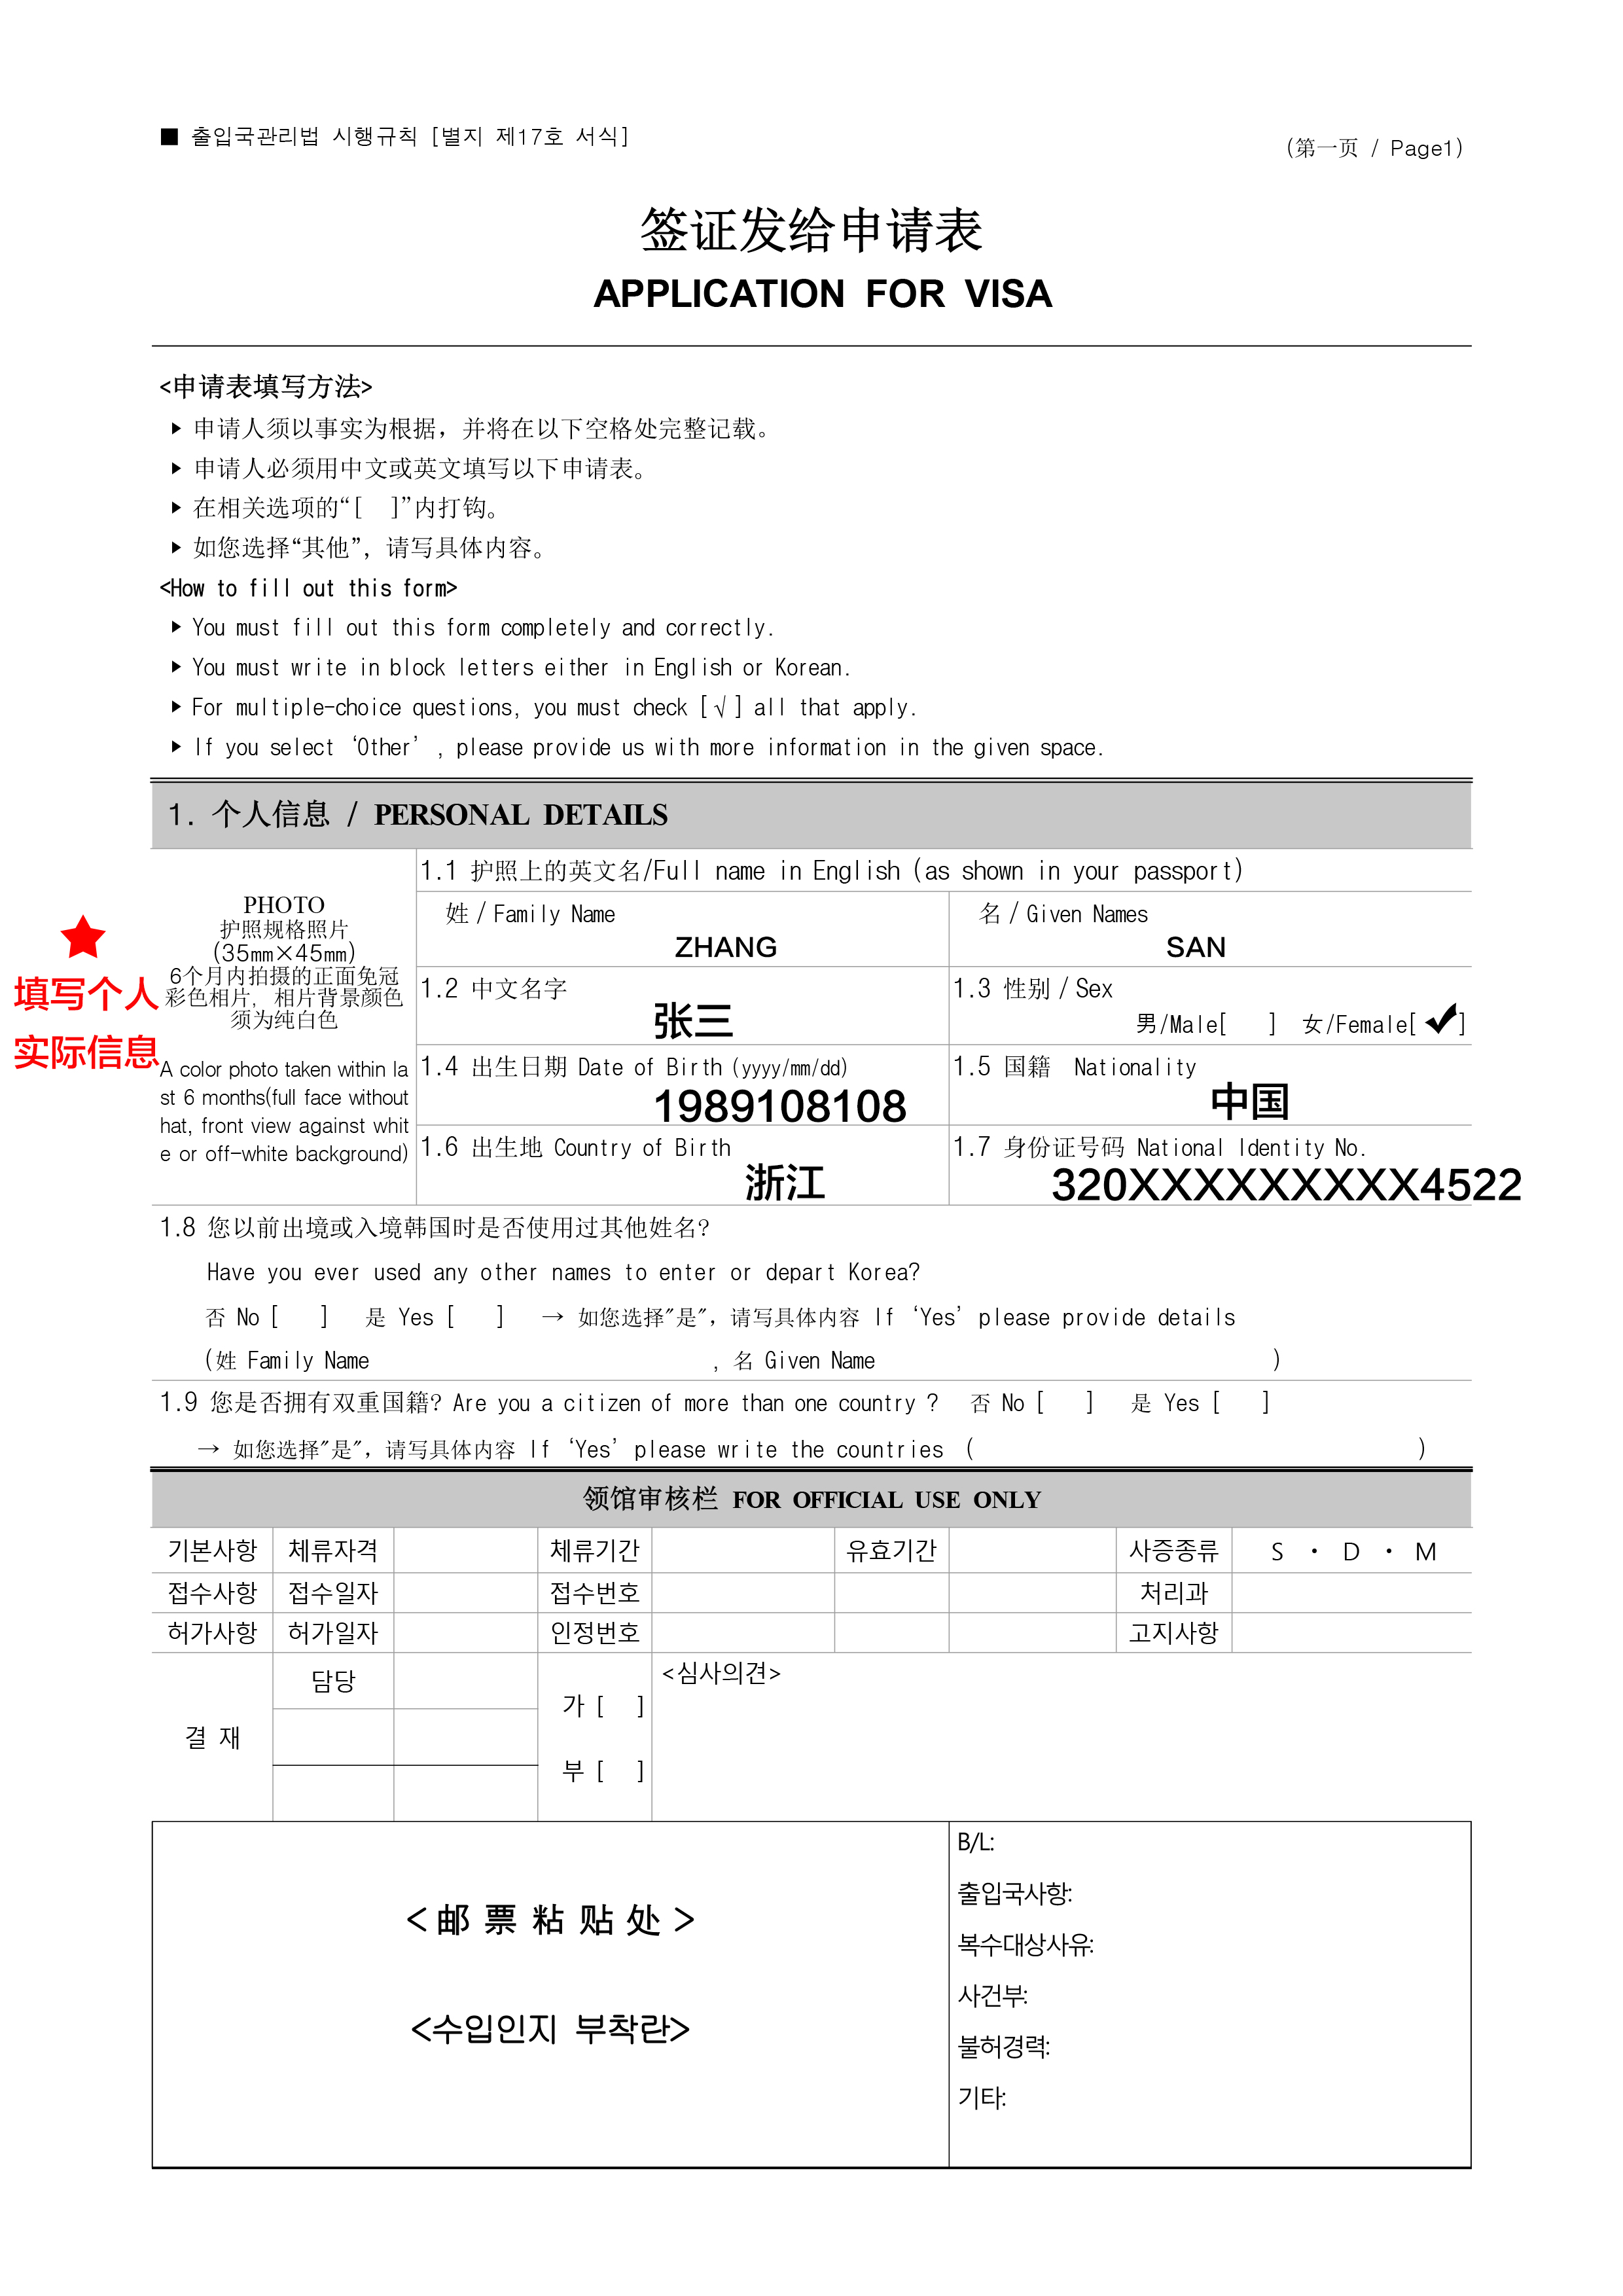 ■ 출입국관리법 시행규칙 [별지 제17호 서식]
(第一页 / Page1)
签证发给申请表
APPLICATION FOR VISA
<申请表填写方法>
▶ 申请人须以事实为根据，并将在以下空格处完整记载。
▶ 申请人必须用中文或英文填写以下申请表。
▶ 在相关选项的“[ ]”内打钩。
▶ 如您选择“其他”，请写具体内容。
<How to fill out this form>
▶ You must fill out this form completely and correctly.
▶ You must write in block letters either in English or Korean.
▶ For multiple-choice questions, you must check [√] all that apply.
▶ If you select ‘Other’, please provide us with more information in the given space.
1. 个人信息 / PERSONAL DETAILS
PHOTO
护照规格照片
(35mm×45mm)
6个月内拍摄的正面免冠
彩色相片，相片背景颜色
须为纯白色
A color photo taken within la
st 6 months(full face without
hat, front view against whit
e or off-white background)
★
填写个人
实际信息
1.1 护照上的英文名/Full name in English (as shown in your passport)
姓 / Family Name
ZHANG
名 / Given Names
SAN
1.2 中文名字
张三
1.3 性别 / Sex
男/Male[ ] 女/Female[✔]
1.4 出生日期 Date of Birth (yyyy/mm/dd)
1989108108
1.5 国籍 Nationality
中国
1.6 出生地 Country of Birth
浙江
1.7 身份证号码 National Identity No.
320XXXXXXXXX4522
1.8 您以前出境或入境韩国时是否使用过其他姓名?
Have you ever used any other names to enter or depart Korea?
否 No [ ] 是 Yes [ ] → 如您选择"是"，请写具体内容 If ‘Yes’ please provide details
(姓 Family Name , 名 Given Name )
1.9 您是否拥有双重国籍? Are you a citizen of more than one country ? 否 No [ ] 是 Yes [ ]
→ 如您选择"是"，请写具体内容 If ‘Yes’ please write the countries ( )
领馆审核栏 FOR OFFICIAL USE ONLY
기본사항 체류자격 체류기간 유효기간 사증종류 S · D · M
접수사항 접수일자 접수번호 처리과
허가사항 허가일자 인정번호 고지사항
결 재
담당
가 [ ]
부 [ ]
<심사의견>
<邮票粘贴处>
<수입인지 부착란>
B/L:
출입국사항:
복수대상사유:
사건부:
불허경력:
기타: